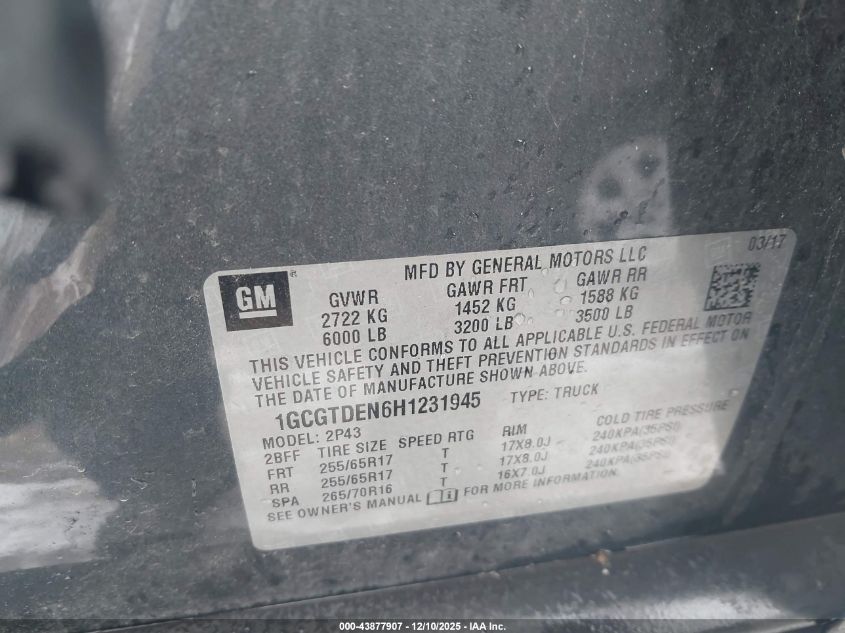 03/17
MFD BY GENERAL MOTORS LLC
GM
GVWR GAWR FRT GAWR RR
2722 KG 1452 KG 1588 KG
6000 LB 3200 LB 3500 LB
THIS VEHICLE CONFORMS TO ALL APPLICABLE U.S. FEDERAL MOTOR
VEHICLE SAFETY AND THEFT PREVENTION STANDARDS IN EFFECT ON
THE DATE OF MANUFACTURE SHOWN ABOVE.
1GCGTDEN6H1231945 TYPE: TRUCK
MODEL: 2P43
2BFF TIRE SIZE SPEED RTG RIM COLD TIRE PRESSURE
FRT 255/65R17 T 17X8.0J 240KPA(35PSI)
RR 255/65R17 T 17X8.0J 240KPA(35PSI)
SPA 265/70R16 T 16X7.0J 240KPA(35PSI)
SEE OWNER'S MANUAL FOR MORE INFORMATION.
000-43877907 - 12/10/2025 - IAA Inc.